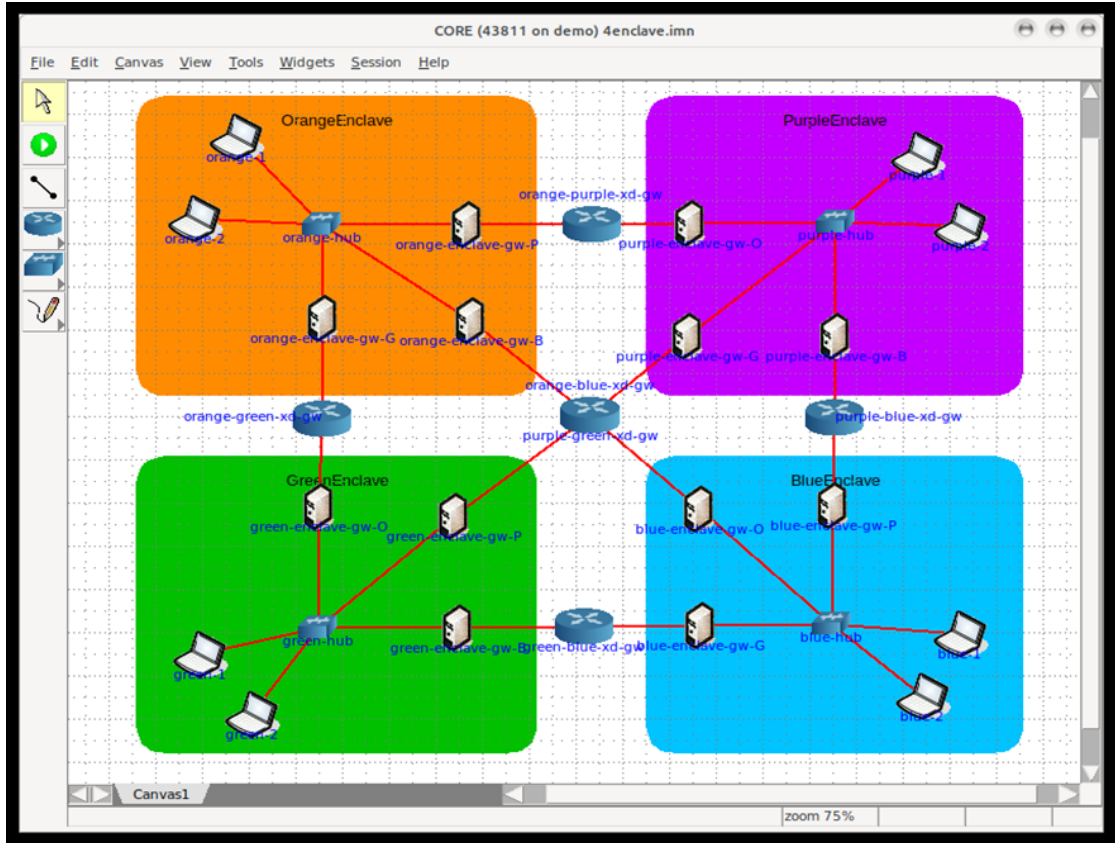 CORE (43811 on demo) 4enclave.imn
File Edit Canvas View Tools Widgets Session Help
OrangeEnclave
orange-1
orange-2
orange-hub
orange-enclave-gw-P
orange-enclave-gw-G
orange-enclave-gw-B
orange-purple-xd-gw
PurpleEnclave
purple-1
purple-2
purple-enclave-gw-O
purple-hub
purple-enclave-gw-G
purple-enclave-gw-B
orange-blue-xd-gw
orange-green-xd-gw
purple-blue-xd-gw
purple-green-xd-gw
GreenEnclave
green-enclave-gw-O
green-enclave-gw-P
green-hub
green-enclave-gw-B
green-1
green-2
green-blue-xd-gw
BlueEnclave
blue-enclave-gw-O
blue-enclave-gw-P
blue-enclave-gw-G
blue-hub
blue-1
blue-2
Canvas1
zoom 75%